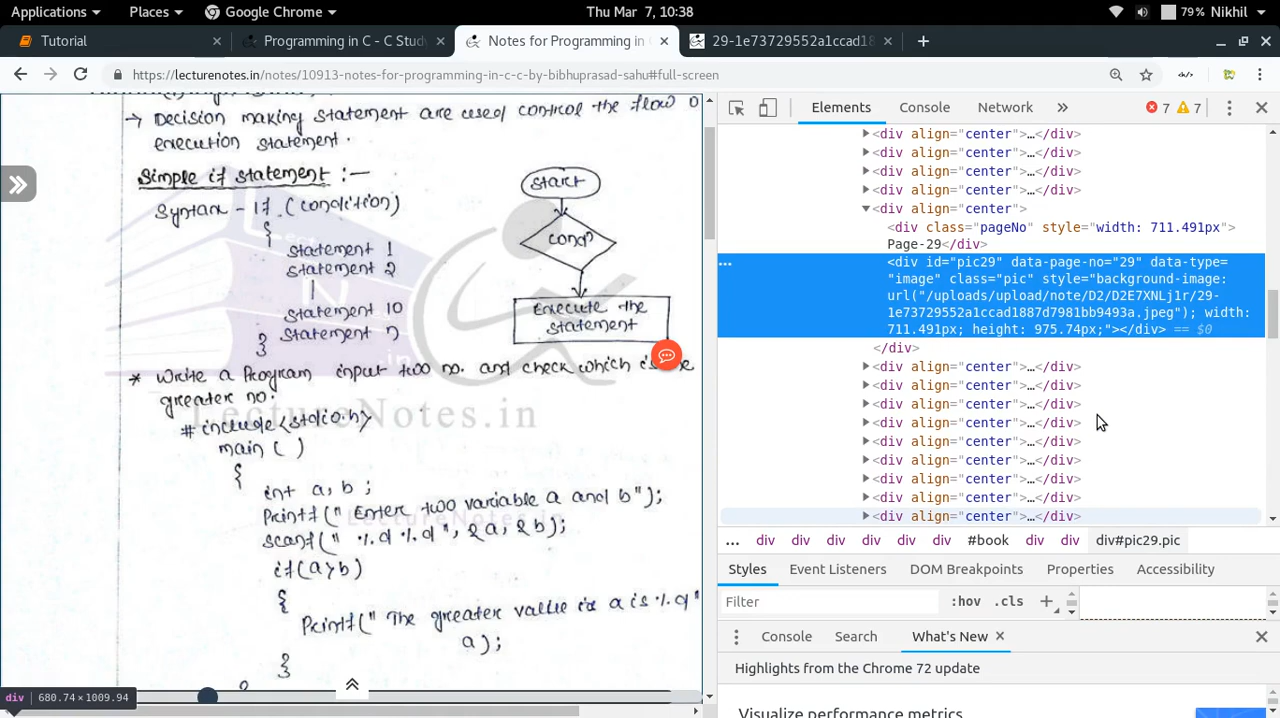 Applications Places Google Chrome Thu Mar 7, 10:38 79% Nikhil
Tutorial Programming in C - C Stud Notes for Programming in 29-1e73729552a1ccad18
https://lecturenotes.in/notes/10913-notes-for-programming-in-c-c-by-bibhuprasad-sahu#full-screen
→ Decision making statement are used control the flow o
execution statement.
Simple if statement :-
Syntax - If (condition)
{
statement 1
statement 2
|
statement 10
statement n
}
start
condn
Execute the
statement
* Write a Program input two no. and check which is
greater no.
LectureNotes.in
# include <stdio.h>
main ( )
{
int a, b ;
Printf (" Enter two variable a and b");
LectureNotes.in
scanf (" %d %d", &a, &b);
if (a>b)
{
Printf (" The greater value is a is %d"
a);
}
div 680.74×1009.94
Elements Console Network 7 7
<div align="center">…</div>
<div align="center">…</div>
<div align="center">…</div>
<div align="center">…</div>
<div align="center">
<div class="pageNo" style="width: 711.491px">
Page-29</div>
… <div id="pic29" data-page-no="29" data-type=
"image" class="pic" style="background-image:
url("/uploads/upload/note/D2/D2E7XNLj1r/29-
1e73729552a1ccad1887d7981bb9493a.jpeg"); width:
711.491px; height: 975.74px;"></div> == $0
</div>
<div align="center">…</div>
<div align="center">…</div>
<div align="center">…</div>
<div align="center">…</div>
<div align="center">…</div>
<div align="center">…</div>
<div align="center">…</div>
<div align="center">…</div>
<div align="center">…</div>
… div div div div div div #book div div div#pic29.pic
Styles Event Listeners DOM Breakpoints Properties Accessibility
Filter :hov .cls +
Console Search What's New
Highlights from the Chrome 72 update
Visualize performance metrics